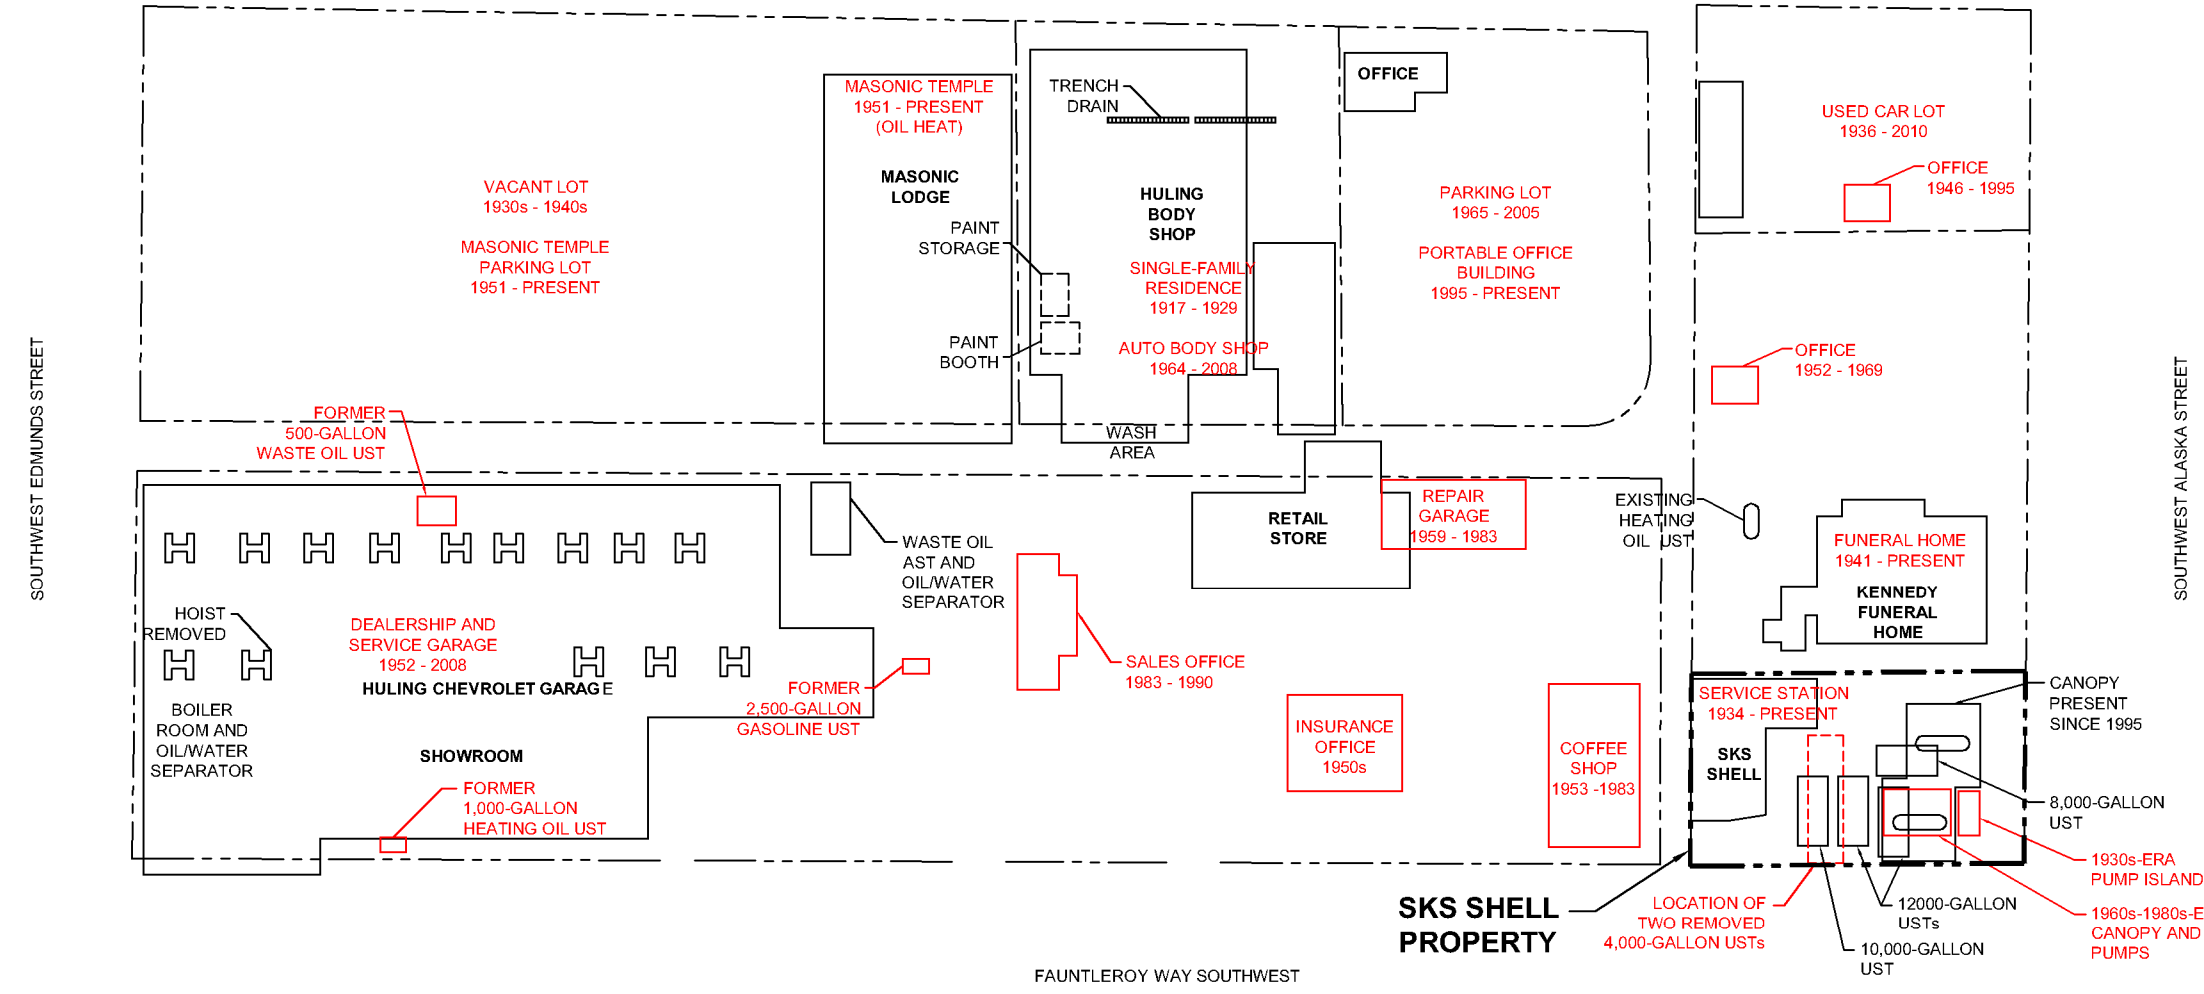 MASONIC TEMPLE
1951 - PRESENT
(OIL HEAT)
MASONIC
LODGE
VACANT LOT
1930s - 1940s
MASONIC TEMPLE
PARKING LOT
1951 - PRESENT
TRENCH
DRAIN
HULING
BODY
SHOP
PAINT
STORAGE
SINGLE-FAMILY
RESIDENCE
1917 - 1929
PAINT
BOOTH
AUTO BODY SHOP
1964 - 2008
WASH
AREA
OFFICE
PARKING LOT
1965 - 2005
PORTABLE OFFICE
BUILDING
1995 - PRESENT
USED CAR LOT
1936 - 2010
OFFICE
1946 - 1995
OFFICE
1952 - 1969
SOUTHWEST EDMUNDS STREET
SOUTHWEST ALASKA STREET
FORMER
500-GALLON
WASTE OIL UST
HOIST
REMOVED
DEALERSHIP AND
SERVICE GARAGE
1952 - 2008
HULING CHEVROLET GARAGE
BOILER
ROOM AND
OIL/WATER
SEPARATOR
SHOWROOM
FORMER
1,000-GALLON
HEATING OIL UST
FORMER
2,500-GALLON
GASOLINE UST
WASTE OIL
AST AND
OIL/WATER
SEPARATOR
SALES OFFICE
1983 - 1990
RETAIL
STORE
REPAIR
GARAGE
1959 - 1983
INSURANCE
OFFICE
1950s
COFFEE
SHOP
1953 -1983
EXISTING
HEATING
OIL UST
FUNERAL HOME
1941 - PRESENT
KENNEDY
FUNERAL
HOME
SERVICE STATION
1934 - PRESENT
SKS
SHELL
CANOPY
PRESENT
SINCE 1995
8,000-GALLON
UST
1930s-ERA
PUMP ISLAND
1960s-1980s-E
CANOPY AND
PUMPS
12000-GALLON
USTs
10,000-GALLON
UST
LOCATION OF
TWO REMOVED
4,000-GALLON USTs
SKS SHELL
PROPERTY
FAUNTLEROY WAY SOUTHWEST